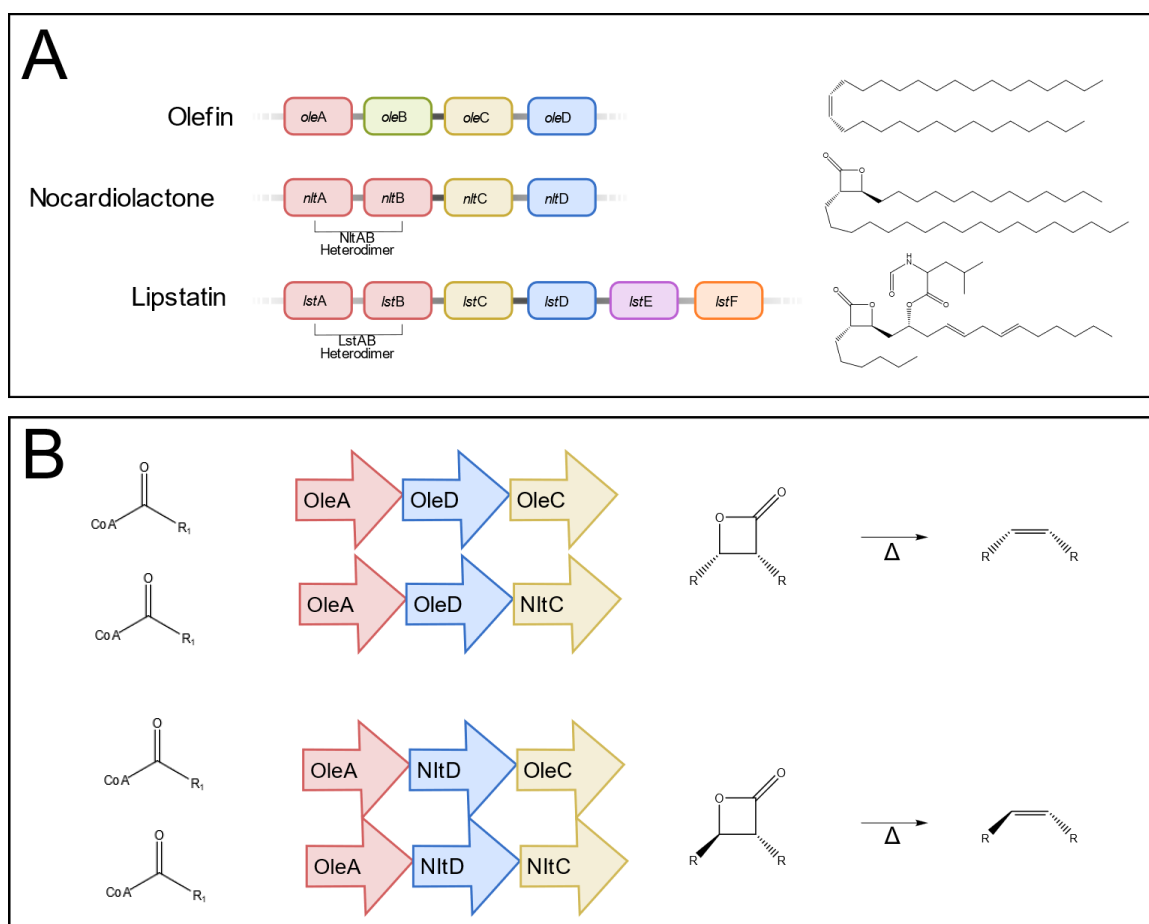 A
Olefin
oleA oleB oleC oleD
Nocardiolactone
nltA nltB nltC nltD
NltAB
Heterodimer
O O
Lipstatin
lstA lstB lstC lstD lstE lstF
LstAB
Heterodimer
H
N
O
O
O
O O
B
O
CoA R₁
OleA OleD OleC
O
O
R R
Δ
R R
O
CoA R₁
OleA OleD NltC
O
CoA R₁
OleA NltD OleC
O
O
R R
Δ
R R
O
CoA R₁
OleA NltD NltC